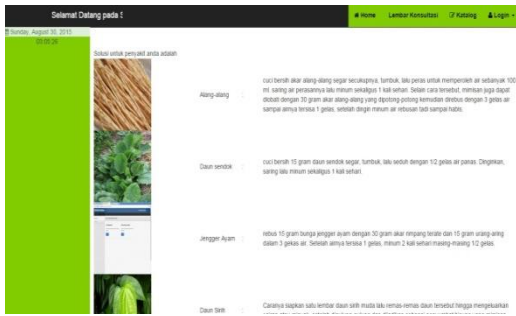 Selamat Datang pada S
Home Lembar Konsultasi Katalog Login
Sunday, August 30, 2015
Solusi untuk penyakit anda adalah
Alang-alang :
cuci bersih akar alang-alang segar secukupnya, tumbuk, lalu peras untuk memperoleh air sebanyak 100
ml. saring air perasannya lalu minum sekaligus 1 kali sehari. Selain cara tersebut, mimisan juga dapat
diobati dengan 30 gram akar alang-alang yang dipotong-potong kemudian direbus dengan 3 gelas air
sampai airnya tersisa 1 gelas, setelah dingin minum air rebusan tadi sampai habis.
Daun sendok :
cuci bersih 15 gram daun sendok segar, tumbuk, lalu seduh dengan 1/2 gelas air panas. Dinginkan,
saring lalu minum sekaligus 1 kali sehari.
Jengger Ayam :
rebus 15 gram bunga jengger ayam dengan 30 gram akar rimpang terate dan 15 gram urang-aring
dalam 3 gelas air. Setelah airnya tersisa 1 gelas, minum 2 kali sehari masing-masing 1/2 gelas.
Daun Sirih :
Caranya siapkan satu lembar daun sirih muda lalu remas-remas daun tersebut hingga mengeluarkan